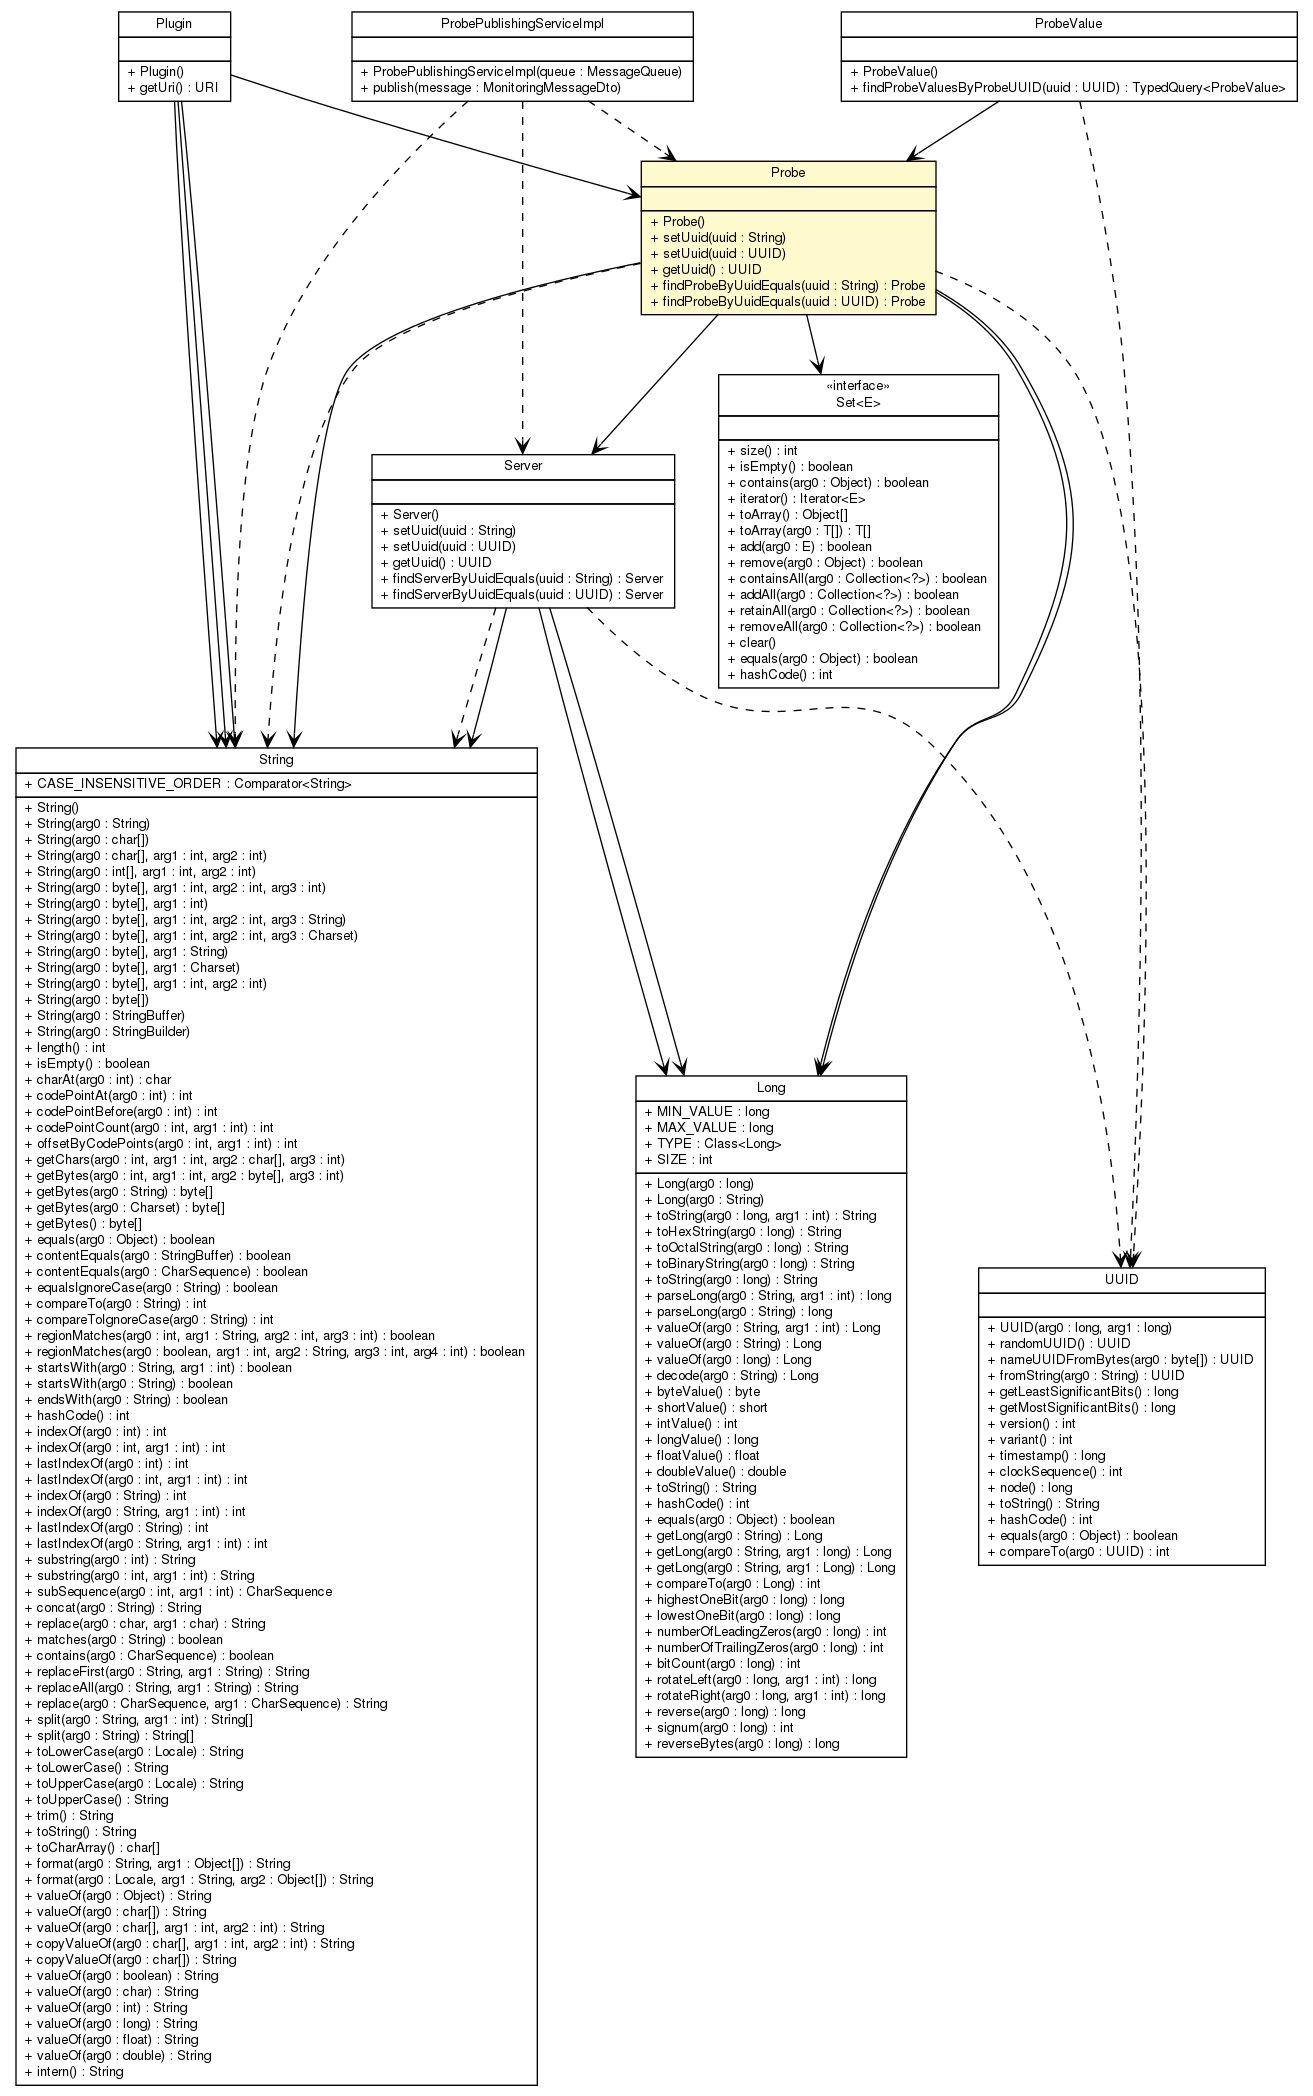 Plugin
+ Plugin()
+ getUri() : URI
ProbePublishingServiceImpl
+ ProbePublishingServiceImpl(queue : MessageQueue)
+ publish(message : MonitoringMessageDto)
ProbeValue
+ ProbeValue()
+ findProbeValuesByProbeUUID(uuid : UUID) : TypedQuery<ProbeValue>
Probe
+ Probe()
+ setUuid(uuid : String)
+ setUuid(uuid : UUID)
+ getUuid() : UUID
+ findProbeByUuidEquals(uuid : String) : Probe
+ findProbeByUuidEquals(uuid : UUID) : Probe
«interface»
Set<E>
+ size() : int
+ isEmpty() : boolean
+ contains(arg0 : Object) : boolean
+ iterator() : Iterator<E>
+ toArray() : Object[]
+ toArray(arg0 : T[]) : T[]
+ add(arg0 : E) : boolean
+ remove(arg0 : Object) : boolean
+ containsAll(arg0 : Collection<?>) : boolean
+ addAll(arg0 : Collection<?>) : boolean
+ retainAll(arg0 : Collection<?>) : boolean
+ removeAll(arg0 : Collection<?>) : boolean
+ clear()
+ equals(arg0 : Object) : boolean
+ hashCode() : int
Server
+ Server()
+ setUuid(uuid : String)
+ setUuid(uuid : UUID)
+ getUuid() : UUID
+ findServerByUuidEquals(uuid : String) : Server
+ findServerByUuidEquals(uuid : UUID) : Server
String
+ CASE_INSENSITIVE_ORDER : Comparator<String>
+ String()
+ String(arg0 : String)
+ String(arg0 : char[])
+ String(arg0 : char[], arg1 : int, arg2 : int)
+ String(arg0 : int[], arg1 : int, arg2 : int)
+ String(arg0 : byte[], arg1 : int, arg2 : int, arg3 : int)
+ String(arg0 : byte[], arg1 : int)
+ String(arg0 : byte[], arg1 : int, arg2 : int, arg3 : String)
+ String(arg0 : byte[], arg1 : int, arg2 : int, arg3 : Charset)
+ String(arg0 : byte[], arg1 : String)
+ String(arg0 : byte[], arg1 : Charset)
+ String(arg0 : byte[], arg1 : int, arg2 : int)
+ String(arg0 : byte[])
+ String(arg0 : StringBuffer)
+ String(arg0 : StringBuilder)
+ length() : int
+ isEmpty() : boolean
+ charAt(arg0 : int) : char
+ codePointAt(arg0 : int) : int
+ codePointBefore(arg0 : int) : int
+ codePointCount(arg0 : int, arg1 : int) : int
+ offsetByCodePoints(arg0 : int, arg1 : int) : int
+ getChars(arg0 : int, arg1 : int, arg2 : char[], arg3 : int)
+ getBytes(arg0 : int, arg1 : int, arg2 : byte[], arg3 : int)
+ getBytes(arg0 : String) : byte[]
+ getBytes(arg0 : Charset) : byte[]
+ getBytes() : byte[]
+ equals(arg0 : Object) : boolean
+ contentEquals(arg0 : StringBuffer) : boolean
+ contentEquals(arg0 : CharSequence) : boolean
+ equalsIgnoreCase(arg0 : String) : boolean
+ compareTo(arg0 : String) : int
+ compareToIgnoreCase(arg0 : String) : int
+ regionMatches(arg0 : int, arg1 : String, arg2 : int, arg3 : int) : boolean
+ regionMatches(arg0 : boolean, arg1 : int, arg2 : String, arg3 : int, arg4 : int) : boolean
+ startsWith(arg0 : String, arg1 : int) : boolean
+ startsWith(arg0 : String) : boolean
+ endsWith(arg0 : String) : boolean
+ hashCode() : int
+ indexOf(arg0 : int) : int
+ indexOf(arg0 : int, arg1 : int) : int
+ lastIndexOf(arg0 : int) : int
+ lastIndexOf(arg0 : int, arg1 : int) : int
+ indexOf(arg0 : String) : int
+ indexOf(arg0 : String, arg1 : int) : int
+ lastIndexOf(arg0 : String) : int
+ lastIndexOf(arg0 : String, arg1 : int) : int
+ substring(arg0 : int) : String
+ substring(arg0 : int, arg1 : int) : String
+ subSequence(arg0 : int, arg1 : int) : CharSequence
+ concat(arg0 : String) : String
+ replace(arg0 : char, arg1 : char) : String
+ matches(arg0 : String) : boolean
+ contains(arg0 : CharSequence) : boolean
+ replaceFirst(arg0 : String, arg1 : String) : String
+ replaceAll(arg0 : String, arg1 : String) : String
+ replace(arg0 : CharSequence, arg1 : CharSequence) : String
+ split(arg0 : String, arg1 : int) : String[]
+ split(arg0 : String) : String[]
+ toLowerCase(arg0 : Locale) : String
+ toLowerCase() : String
+ toUpperCase(arg0 : Locale) : String
+ toUpperCase() : String
+ trim() : String
+ toString() : String
+ toCharArray() : char[]
+ format(arg0 : String, arg1 : Object[]) : String
+ format(arg0 : Locale, arg1 : String, arg2 : Object[]) : String
+ valueOf(arg0 : Object) : String
+ valueOf(arg0 : char[]) : String
+ valueOf(arg0 : char[], arg1 : int, arg2 : int) : String
+ copyValueOf(arg0 : char[], arg1 : int, arg2 : int) : String
+ copyValueOf(arg0 : char[]) : String
+ valueOf(arg0 : boolean) : String
+ valueOf(arg0 : char) : String
+ valueOf(arg0 : int) : String
+ valueOf(arg0 : long) : String
+ valueOf(arg0 : float) : String
+ valueOf(arg0 : double) : String
+ intern() : String
Long
+ MIN_VALUE : long
+ MAX_VALUE : long
+ TYPE : Class<Long>
+ SIZE : int
+ Long(arg0 : long)
+ Long(arg0 : String)
+ toString(arg0 : long, arg1 : int) : String
+ toHexString(arg0 : long) : String
+ toOctalString(arg0 : long) : String
+ toBinaryString(arg0 : long) : String
+ toString(arg0 : long) : String
+ parseLong(arg0 : String, arg1 : int) : long
+ parseLong(arg0 : String) : long
+ valueOf(arg0 : String, arg1 : int) : Long
+ valueOf(arg0 : String) : Long
+ valueOf(arg0 : long) : Long
+ decode(arg0 : String) : Long
+ byteValue() : byte
+ shortValue() : short
+ intValue() : int
+ longValue() : long
+ floatValue() : float
+ doubleValue() : double
+ toString() : String
+ hashCode() : int
+ equals(arg0 : Object) : boolean
+ getLong(arg0 : String) : Long
+ getLong(arg0 : String, arg1 : long) : Long
+ getLong(arg0 : String, arg1 : Long) : Long
+ compareTo(arg0 : Long) : int
+ highestOneBit(arg0 : long) : long
+ lowestOneBit(arg0 : long) : long
+ numberOfLeadingZeros(arg0 : long) : int
+ numberOfTrailingZeros(arg0 : long) : int
+ bitCount(arg0 : long) : int
+ rotateLeft(arg0 : long, arg1 : int) : long
+ rotateRight(arg0 : long, arg1 : int) : long
+ reverse(arg0 : long) : long
+ signum(arg0 : long) : int
+ reverseBytes(arg0 : long) : long
UUID
+ UUID(arg0 : long, arg1 : long)
+ randomUUID() : UUID
+ nameUUIDFromBytes(arg0 : byte[]) : UUID
+ fromString(arg0 : String) : UUID
+ getLeastSignificantBits() : long
+ getMostSignificantBits() : long
+ version() : int
+ variant() : int
+ timestamp() : long
+ clockSequence() : int
+ node() : long
+ toString() : String
+ hashCode() : int
+ equals(arg0 : Object) : boolean
+ compareTo(arg0 : UUID) : int